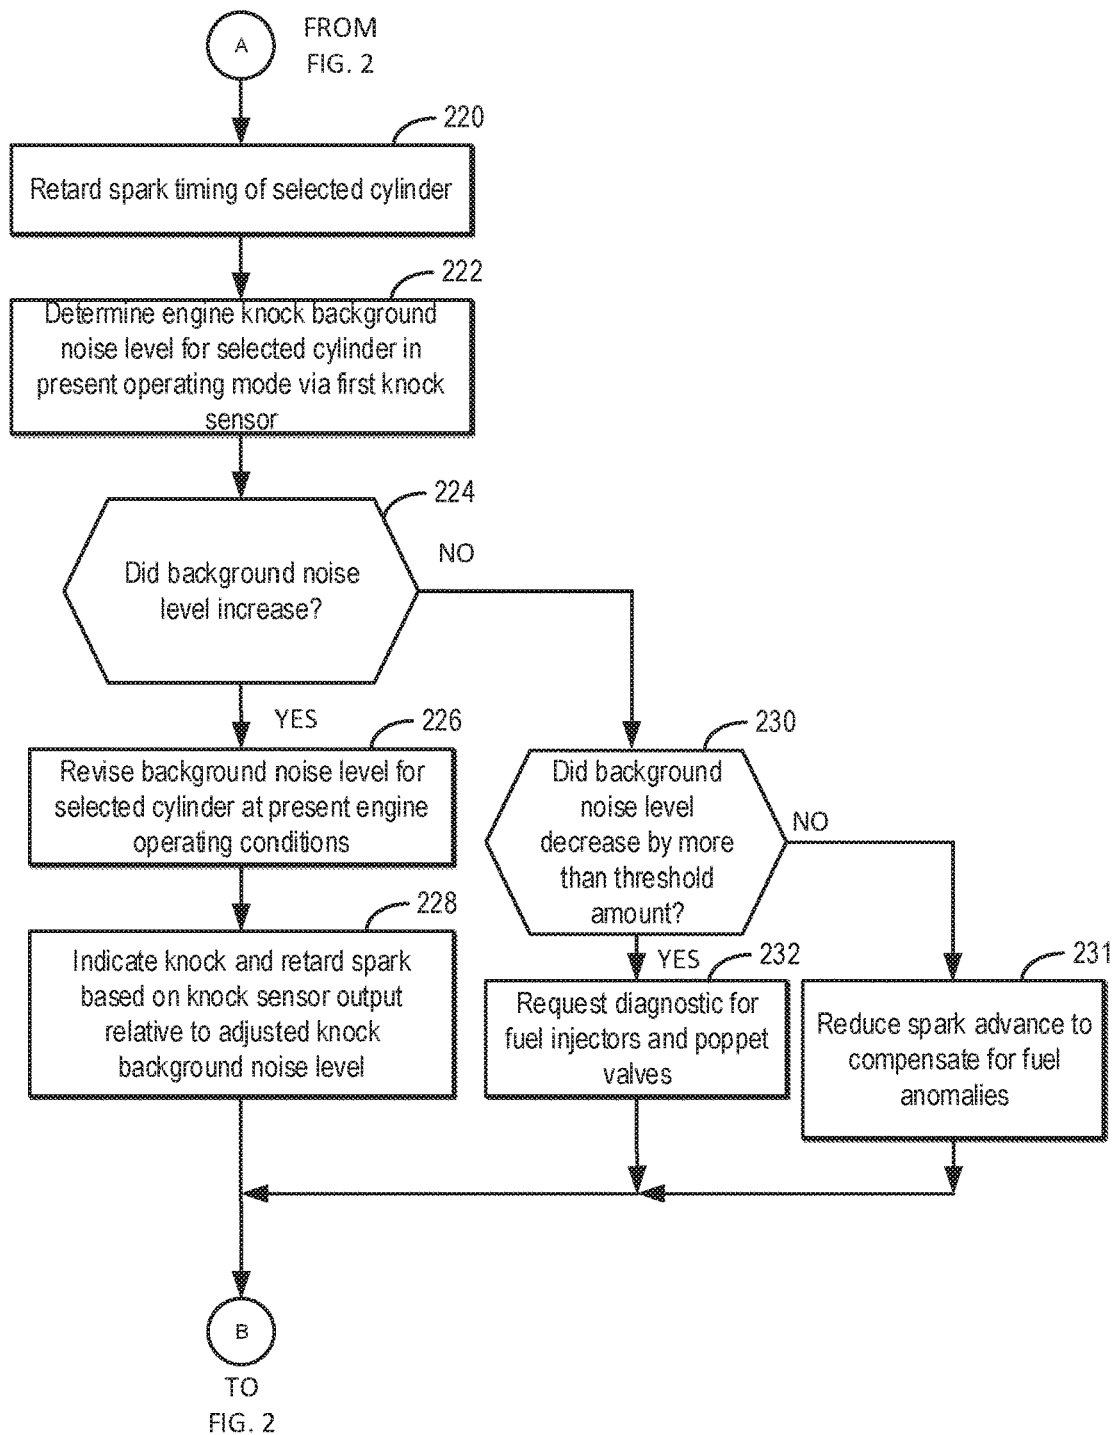 A
FROM
FIG. 2
220
Retard spark timing of selected cylinder
222
Determine engine knock background
noise level for selected cylinder in
present operating mode via first knock
sensor
224
Did background noise
level increase?
NO
YES
226
Revise background noise level for
selected cylinder at present engine
operating conditions
230
Did background
noise level
decrease by more
than threshold
amount?
NO
228
Indicate knock and retard spark
based on knock sensor output
relative to adjusted knock
background noise level
YES
232
Request diagnostic for
fuel injectors and poppet
valves
231
Reduce spark advance to
compensate for fuel
anomalies
B
TO
FIG. 2